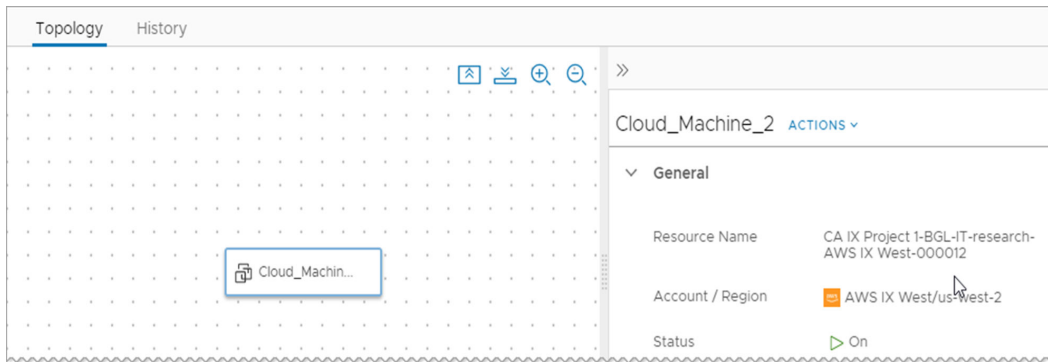 Topology History
Cloud_Machin...
Cloud_Machine_2 ACTIONS
General
Resource Name CA IX Project 1-BGL-IT-research-
AWS IX West-000012
Account / Region AWS IX West/us-west-2
Status On